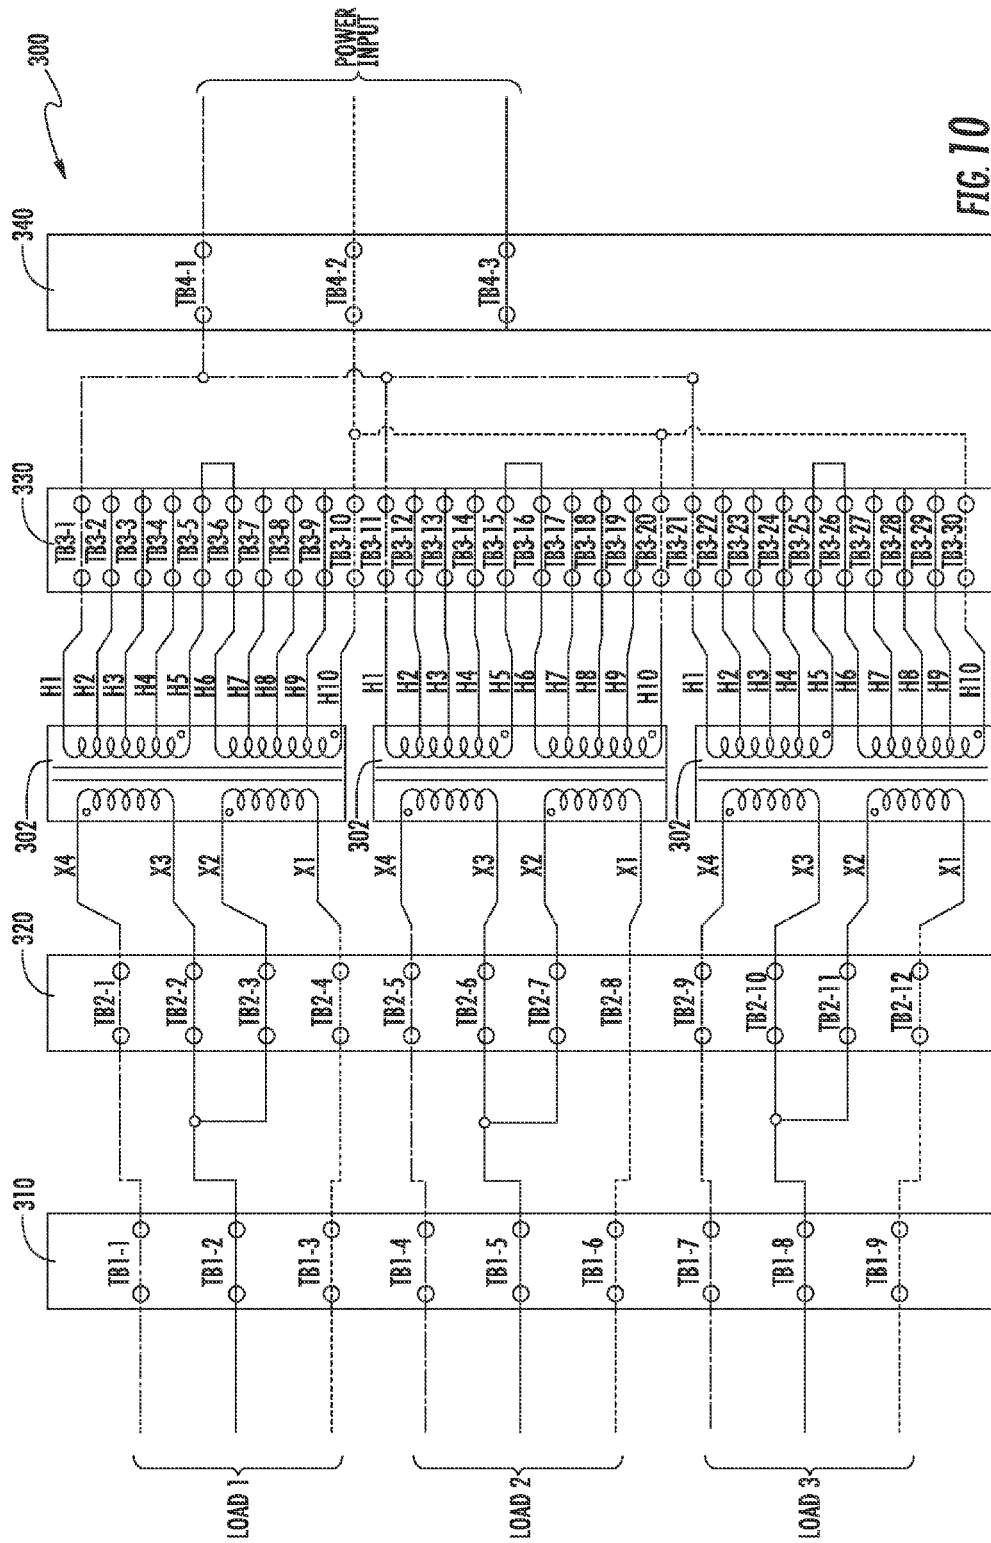 300
POWER
INPUT
340
TB4-1
TB4-2
TB4-3
330
TB3-1
TB3-2
TB3-3
TB3-4
TB3-5
TB3-6
TB3-7
TB3-8
TB3-9
TB3-10
TB3-11
TB3-12
TB3-13
TB3-14
TB3-15
TB3-16
TB3-17
TB3-18
TB3-19
TB3-20
TB3-21
TB3-22
TB3-23
TB3-24
TB3-25
TB3-26
TB3-27
TB3-28
TB3-29
TB3-30
H1
H2
H3
H4
H5
H6
H7
H8
H9
H10
H1
H2
H3
H4
H5
H6
H7
H8
H9
H10
H1
H2
H3
H4
H5
H6
H7
H8
H9
H10
302
302
302
X4
X3
X2
X1
X4
X3
X2
X1
X4
X3
X2
X1
320
TB2-1
TB2-2
TB2-3
TB2-4
TB2-5
TB2-6
TB2-7
TB2-8
TB2-9
TB2-10
TB2-11
TB2-12
310
TB1-1
TB1-2
TB1-3
TB1-4
TB1-5
TB1-6
TB1-7
TB1-8
TB1-9
LOAD 1
LOAD 2
LOAD 3
FIG. 10